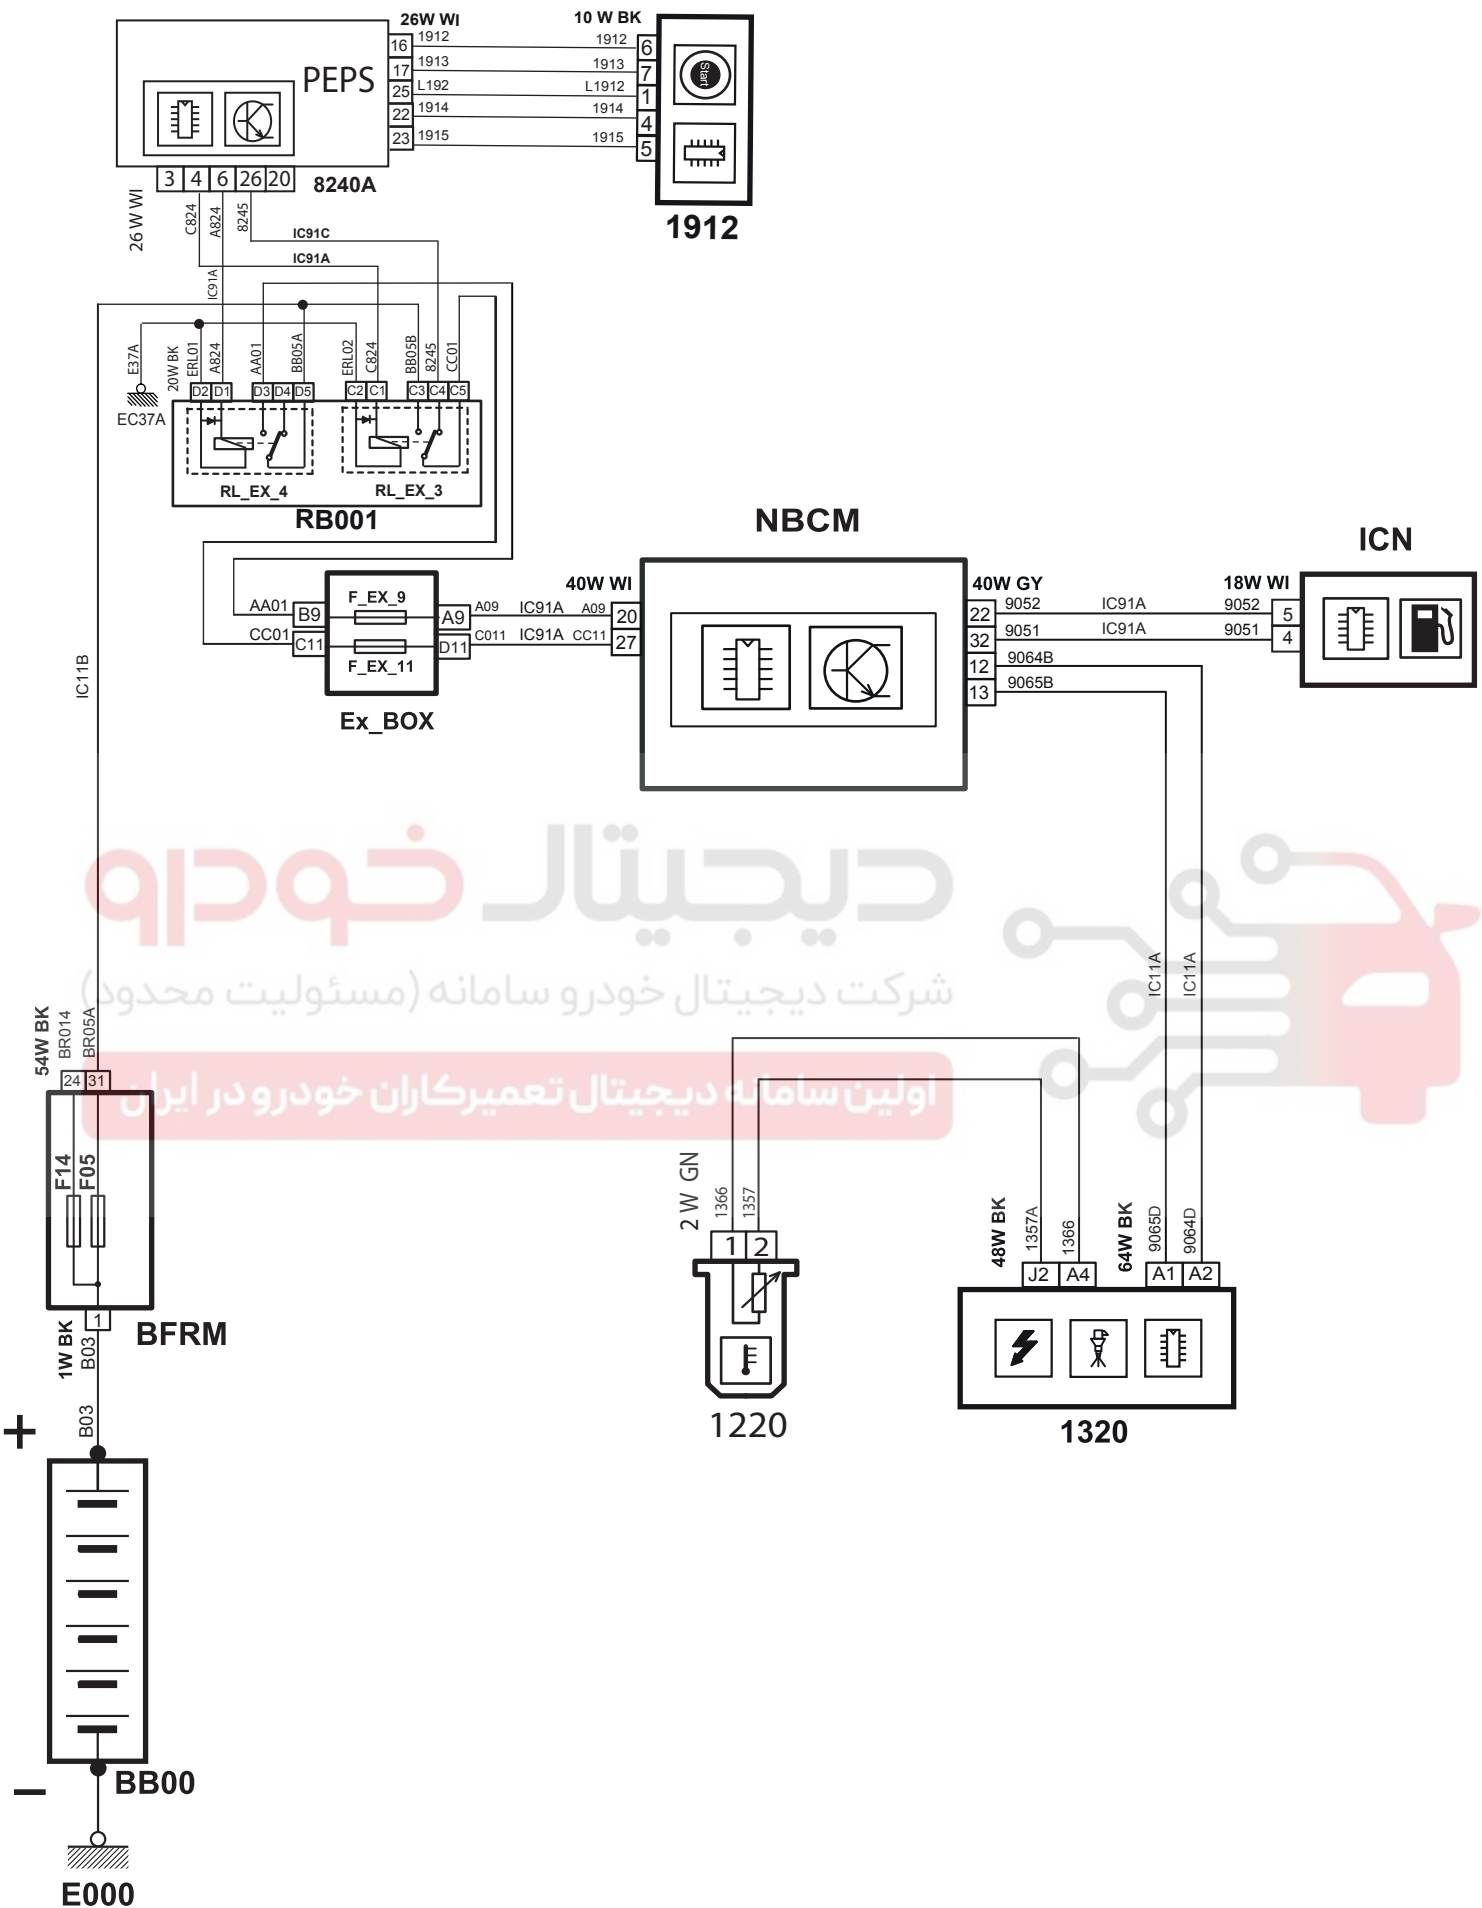 26W WI
10 W BK
PEPS
16 1912 1912 6
17 1913 1913 7
25 L192 L1912 1
22 1914 1914 4
23 1915 1915 5
Start
3 4 6 26 20
8240A
1912
26 W WI
C824
A824
8245
IC91C
IC91A
IC91A
E37A
20W BK
ERL01
A824
AA01
BB05A
ERL02
C824
BB05B
8245
CC01
D2 D1 D3 D4 D5 C2 C1 C3 C4 C5
EC37A
RL_EX_4
RL_EX_3
RB001
NBCM
ICN
40W WI
40W GY
18W WI
AA01 B9 F_EX_9 A9 A09 IC91A A09 20
CC01 C11 F_EX_11 D11 C011 IC91A CC11 27
Ex_BOX
22 9052 IC91A 9052 5
32 9051 IC91A 9051 4
12 9064B
13 9065B
IC11B
دیجیتال خودرو
شرکت دیجیتال خودرو سامانه (مسئولیت محدود)
اولین سامانه دیجیتال تعمیرکاران خودرو در ایران
IC11A
IC11A
54W BK
BR014
BR05A
24 31
F14
F05
1
BFRM
1W BK
B03
B03
+
BB00
–
E000
2 W GN
1366
1357
1 2
1220
48W BK
1357A
1366
64W BK
9065D
9064D
J2 A4 A1 A2
1320